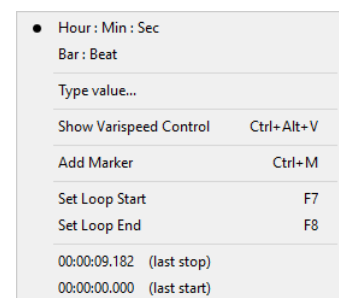 Hour : Min : Sec
Bar : Beat
Type value...
Show Varispeed Control Ctrl+Alt+V
Add Marker Ctrl+M
Set Loop Start F7
Set Loop End F8
00:00:09.182 (last stop)
00:00:00.000 (last start)